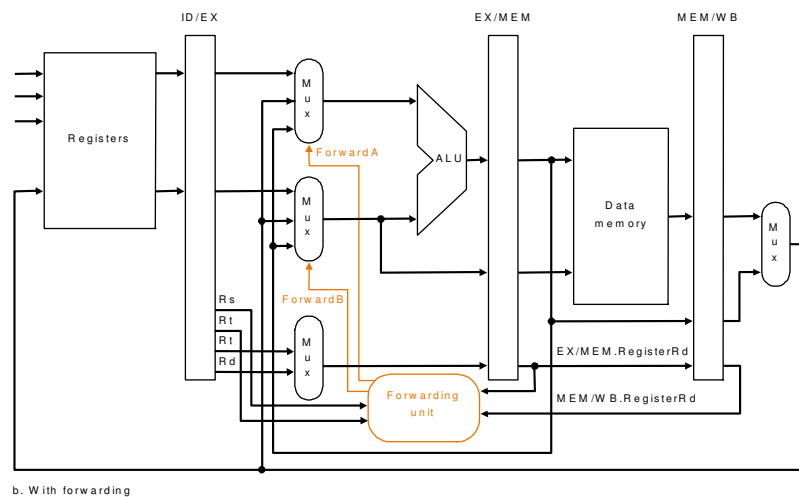 ID/EX
EX/MEM
MEM/WB
Mux
Registers
ForwardA
ALU
Mux
Data
memory
Mux
ForwardB
Rs
Rt
Rt
Rd
Mux
EX/MEM.RegisterRd
Forwarding
unit
MEM/WB.RegisterRd
b. With forwarding